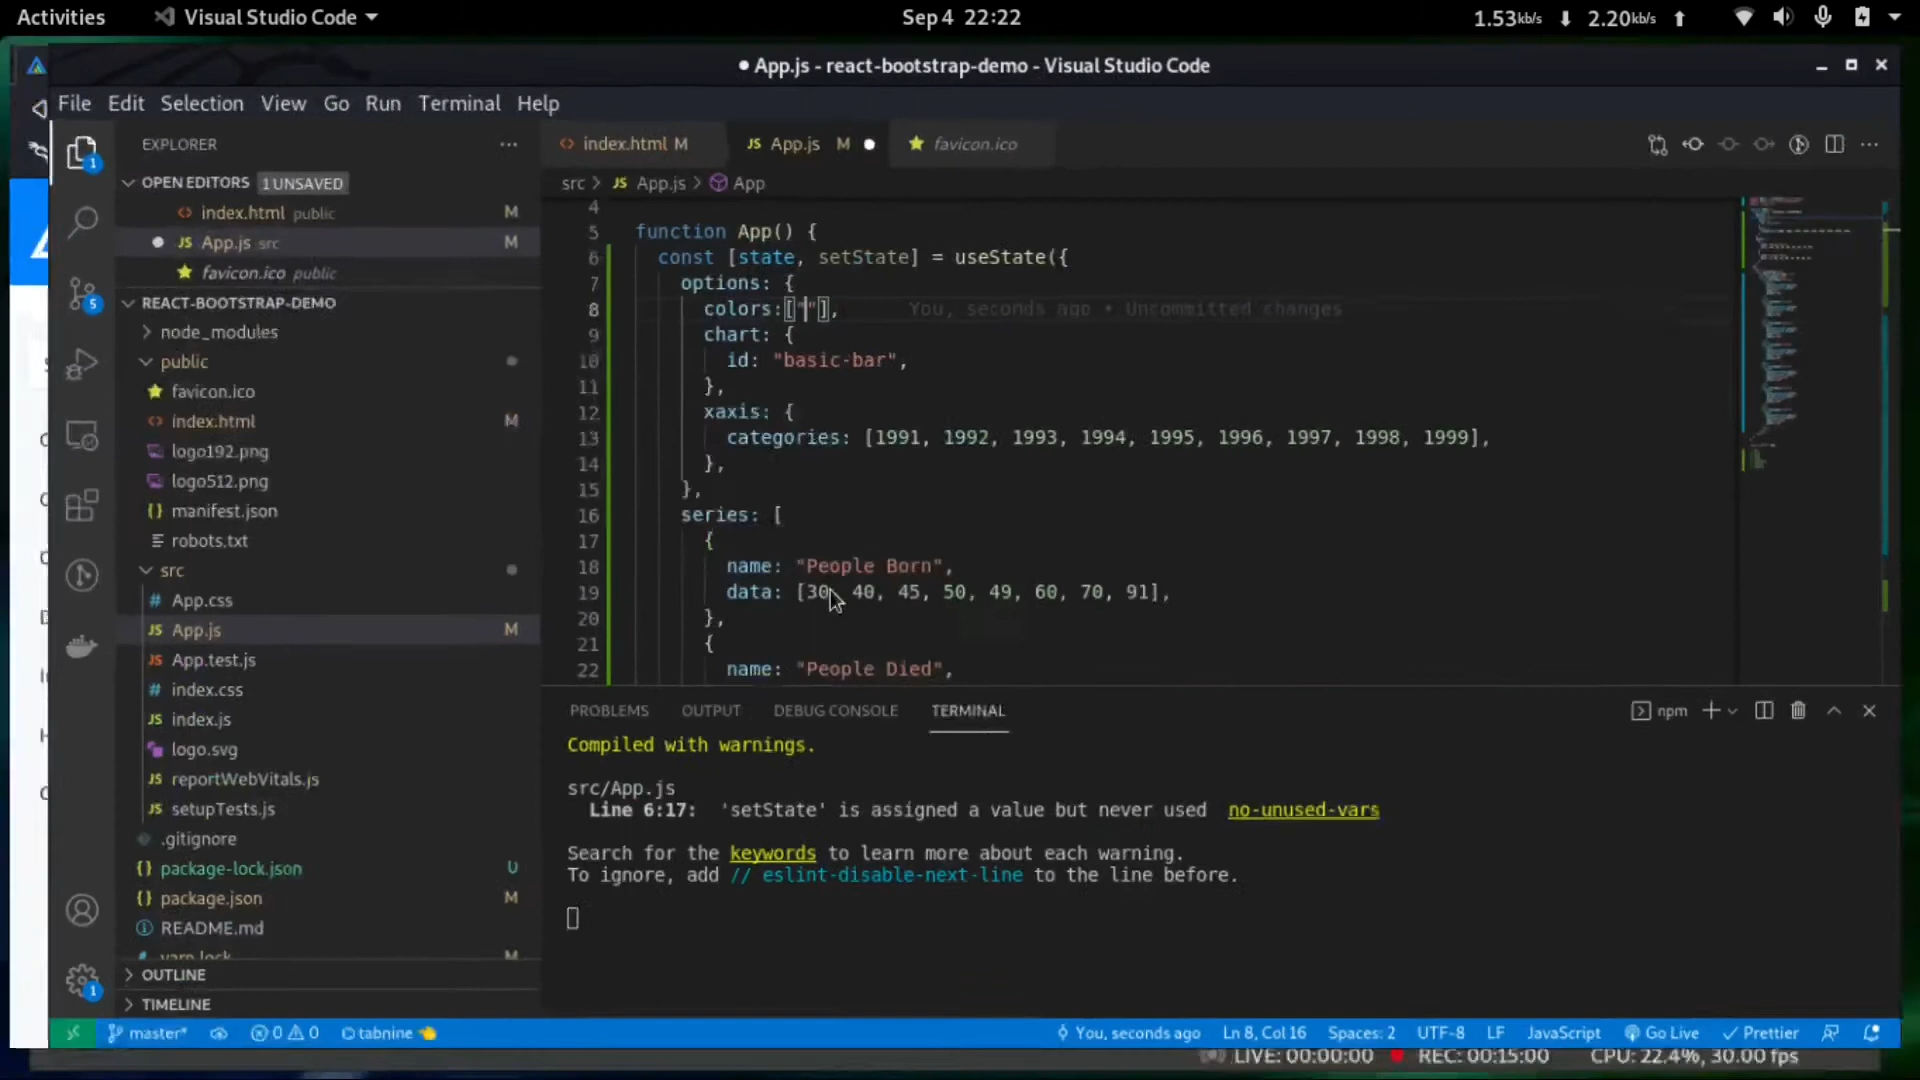 Activities
Visual Studio Code
Sep 4 22:22
1.53kb/s ⬇ 2.20kb/s ⬆
● App.js - react-bootstrap-demo - Visual Studio Code
File Edit Selection View Go Run Terminal Help
EXPLORER
OPEN EDITORS 1 UNSAVED
index.html public M
App.js src M
favicon.ico public
REACT-BOOTSTRAP-DEMO
node_modules
public
favicon.ico
index.html M
logo192.png
logo512.png
manifest.json
robots.txt
src
App.css
App.js M
App.test.js
index.css
index.js
logo.svg
reportWebVitals.js
setupTests.js
.gitignore
package-lock.json U
package.json M
README.md
yarn.lock
OUTLINE
TIMELINE
1
5
1
index.html M
JS App.js M ●
favicon.ico
src > JS App.js > App
4
5 function App() {
6 const [state, setState] = useState({
7 options: {
8 colors:[""], You, seconds ago • Uncommitted changes
9 chart: {
10 id: "basic-bar",
11 },
12 xaxis: {
13 categories: [1991, 1992, 1993, 1994, 1995, 1996, 1997, 1998, 1999],
14 },
15 },
16 series: [
17 {
18 name: "People Born",
19 data: [30, 40, 45, 50, 49, 60, 70, 91],
20 },
21 {
22 name: "People Died",
PROBLEMS OUTPUT DEBUG CONSOLE TERMINAL
npm
Compiled with warnings.
src/App.js
Line 6:17: 'setState' is assigned a value but never used no-unused-vars
Search for the keywords to learn more about each warning.
To ignore, add // eslint-disable-next-line to the line before.
master* 0 0 tabnine
You, seconds ago Ln 8, Col 16 Spaces: 2 UTF-8 LF JavaScript Go Live Prettier
LIVE: 00:00:00 REC: 00:15:00 CPU: 22.4%, 30.00 fps